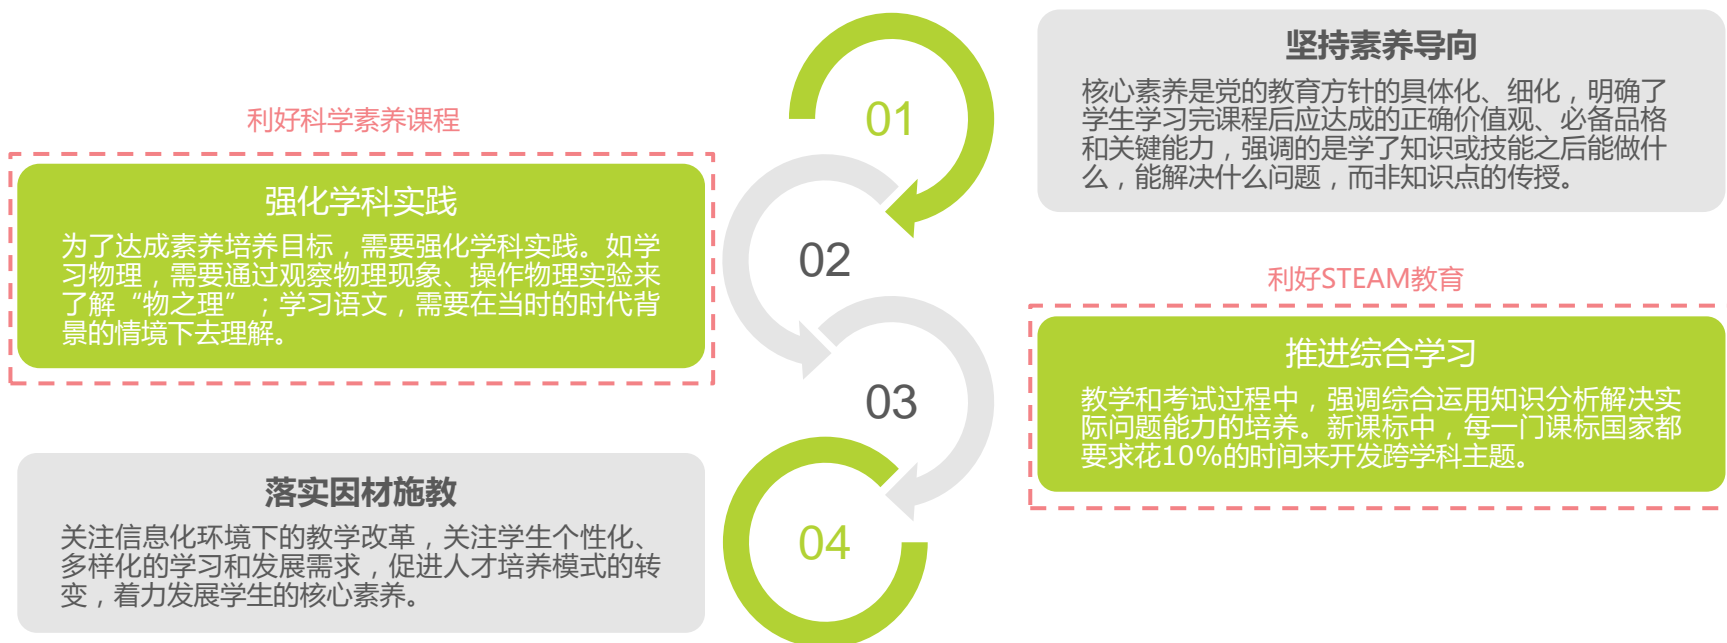 01
坚持素养导向
核心素养是党的教育方针的具体化、细化，明确了
学生学习完课程后应达成的正确价值观、必备品格
和关键能力，强调的是学了知识或技能之后能做什
么，能解决什么问题，而非知识点的传授。
利好科学素养课程
强化学科实践
为了达成素养培养目标，需要强化学科实践。如学
习物理，需要通过观察物理现象、操作物理实验来
了解“物之理”；学习语文，需要在当时的时代背
景的情境下去理解。
02
利好STEAM教育
03
推进综合学习
教学和考试过程中，强调综合运用知识分析解决实
际问题能力的培养。新课标中，每一门课标国家都
要求花10%的时间来开发跨学科主题。
落实因材施教
关注信息化环境下的教学改革，关注学生个性化、
多样化的学习和发展需求，促进人才培养模式的转
变，着力发展学生的核心素养。
04